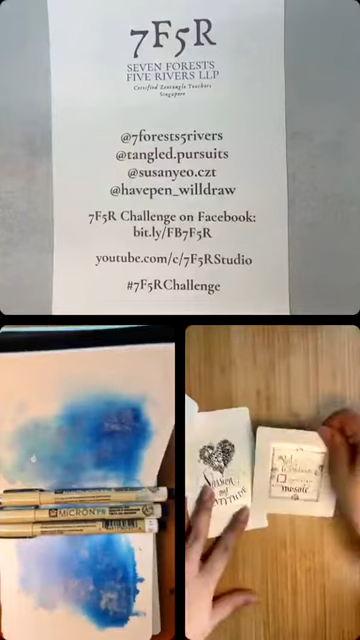 7F5R
SEVEN FORESTS
FIVE RIVERS LLP
Certified Zentangle Teachers
Singapore
@7forests5rivers
@tangled.pursuits
@susanyeo.czt
@havepen_willdraw
7F5R Challenge on Facebook:
bit.ly/FB7F5R
youtube.com/c/7F5RStudio
#7F5RChallenge
MICRON
mosaic